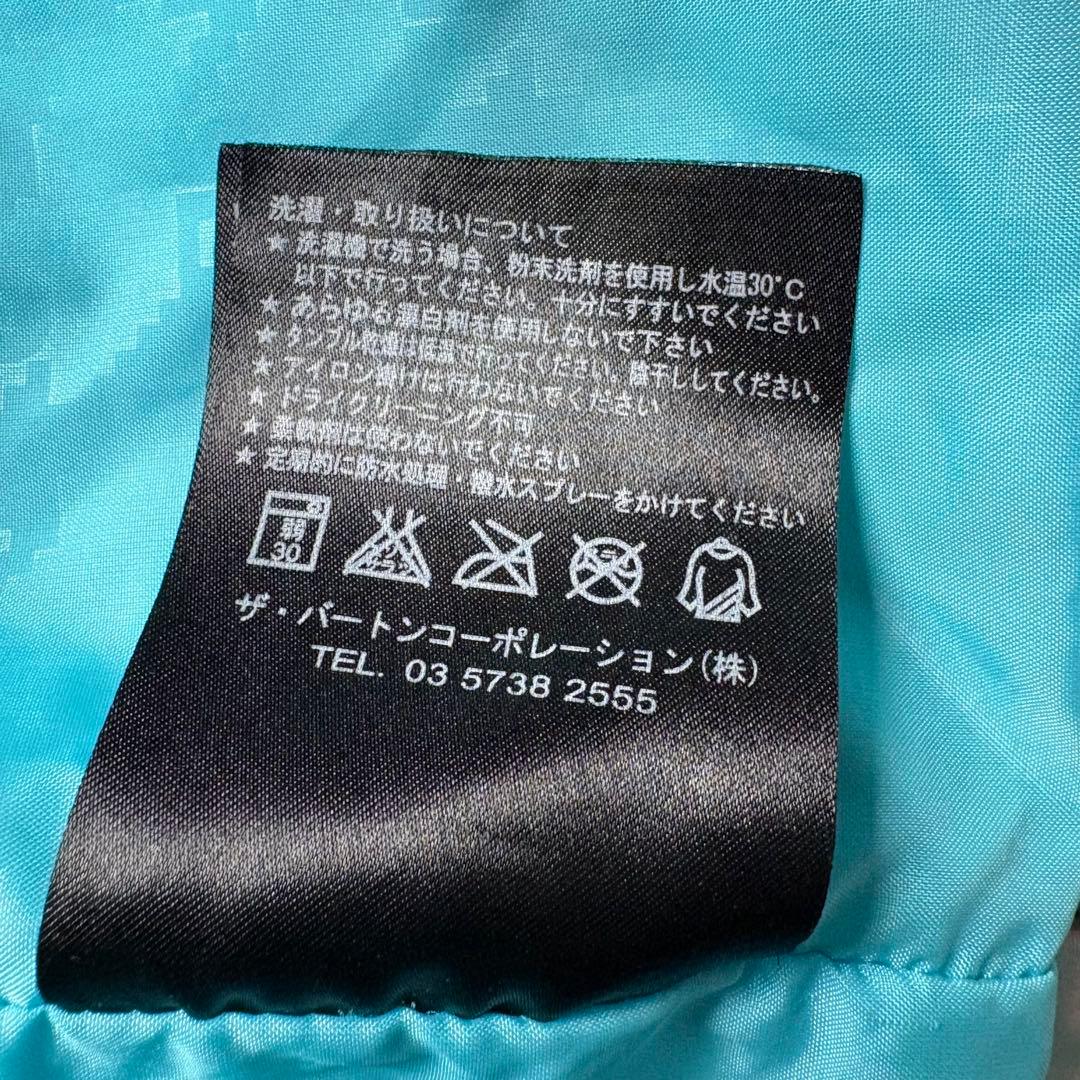 洗濯・取り扱いについて
★ 洗濯機で洗う場合、粉末洗剤を使用し水温30°C
以下で行ってください。十分にすすいでください
★ あらゆる漂白剤を使用しないで下さい
★ タンブル乾燥は低温で行ってください。陰干ししてください。
★ アイロン掛けは行わないでください
★ ドライクリーニング不可
★ 柔軟剤は使わないでください
★ 定期的に防水処理・撥水スプレーをかけてください
弱
30
エンソ
サラシ
ドライ
ザ・バートンコーポレーション(株)
TEL. 03 5738 2555